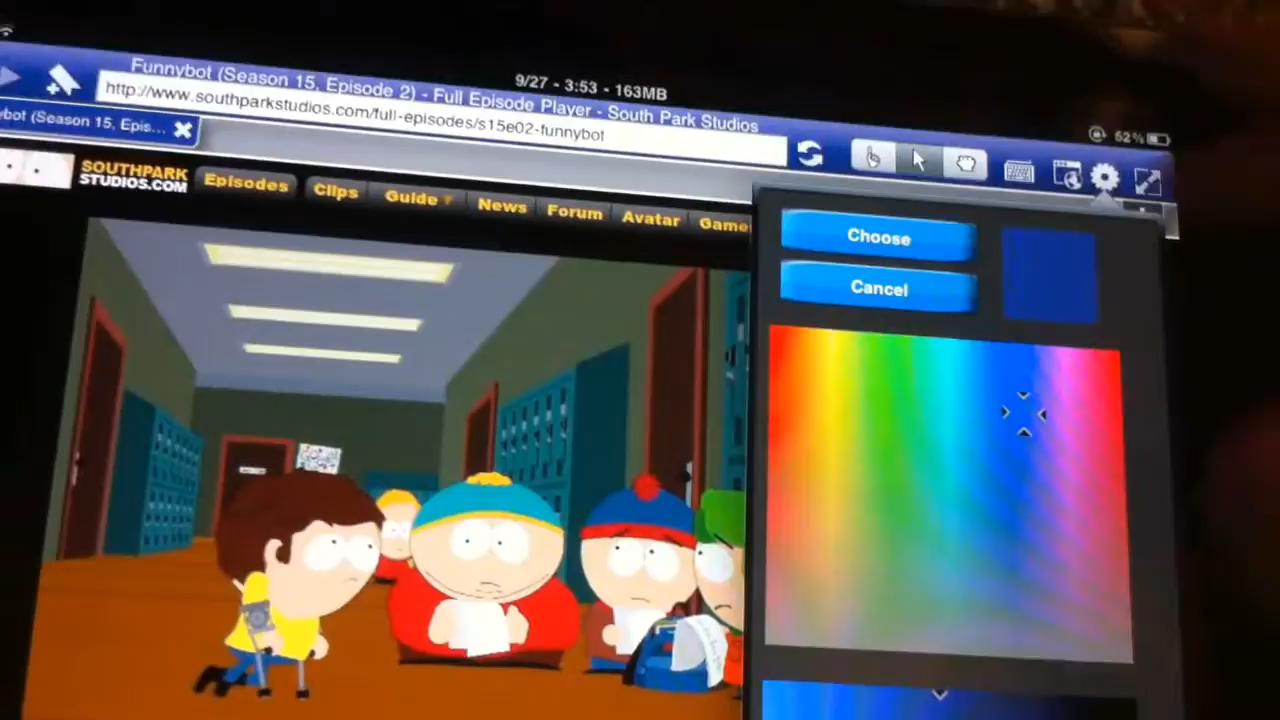 9/27 - 3:53 - 163MB
Funnybot (Season 15, Episode 2) - Full Episode Player - South Park Studios
http://www.southparkstudios.com/full-episodes/s15e02-funnybot
52%
bot (Season 15, Epis...
SOUTHPARK
STUDIOS.COM
Episodes
Clips
Guide
News
Forum
Avatar
Game
Choose
Cancel